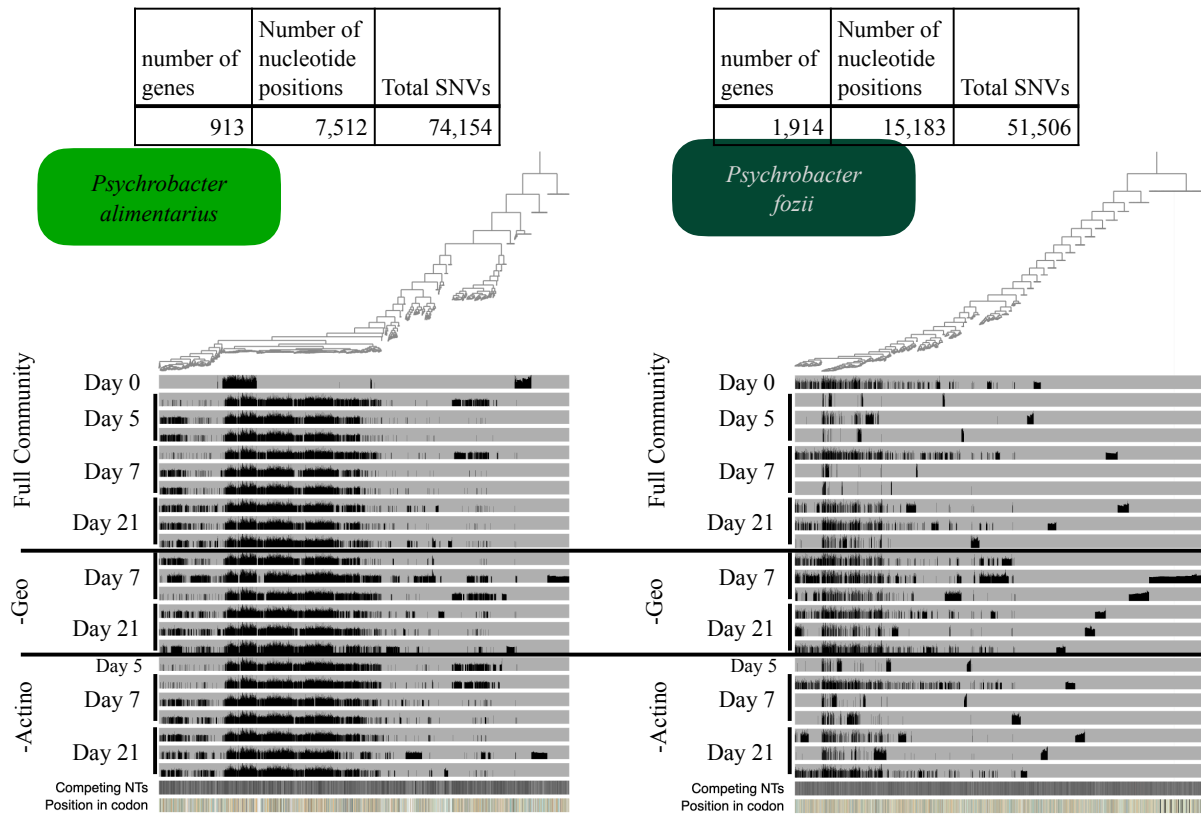 number of genes
Number of nucleotide positions
Total SNVs
913
7,512
74,154
Psychrobacter
alimentarius
Full Community
Day 0
Day 5
Day 7
Day 21
-Geo
Day 7
Day 21
-Actino
Day 5
Day 7
Day 21
Competing NTs
Position in codon
number of genes
Number of nucleotide positions
Total SNVs
1,914
15,183
51,506
Psychrobacter
fozii
Full Community
Day 0
Day 5
Day 7
Day 21
-Geo
Day 7
Day 21
-Actino
Day 5
Day 7
Day 21
Competing NTs
Position in codon